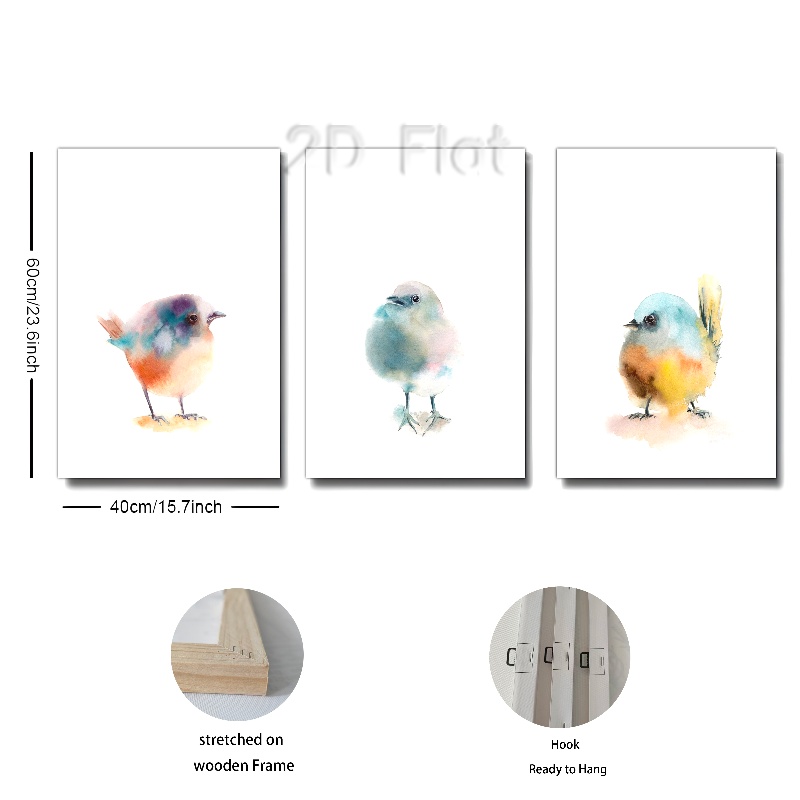 2D Flat
60cm/23.6inch
40cm/15.7inch
stretched on
wooden Frame
Hook
Ready to Hang